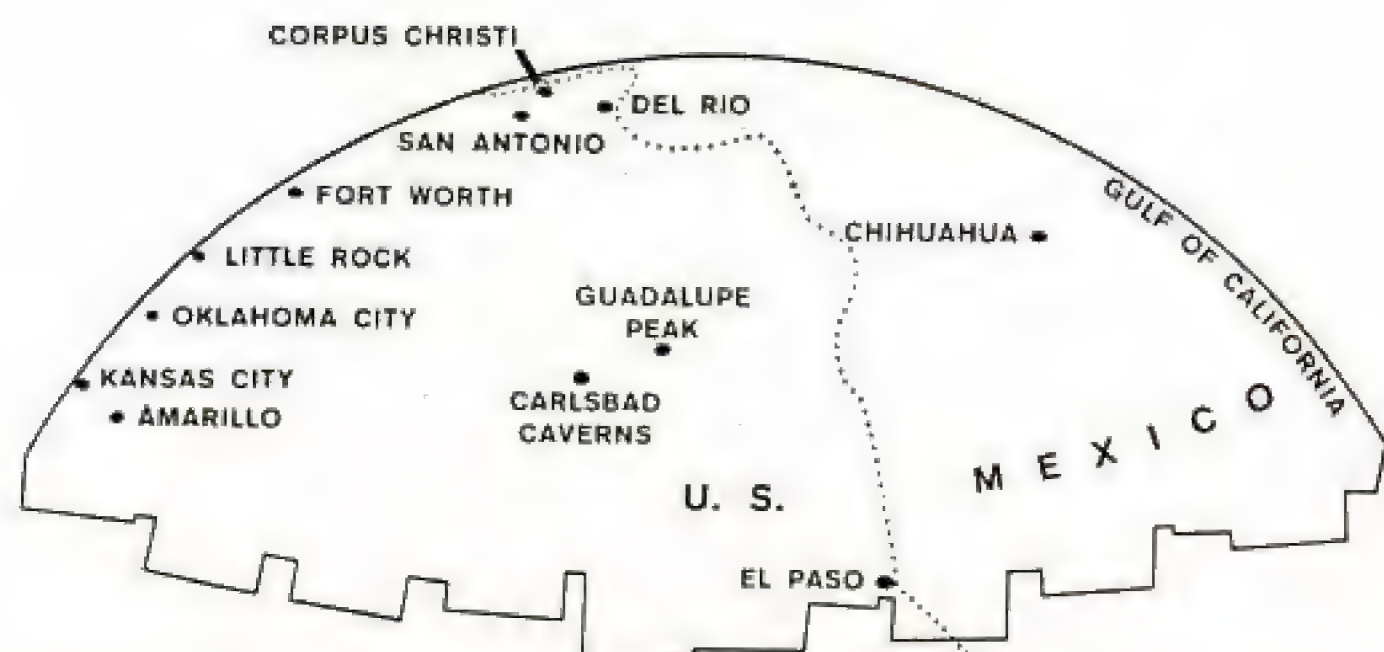 CORPUS CHRISTI
DEL RIO
SAN ANTONIO
FORT WORTH
GULF OF CALIFORNIA
CHIHUAHUA
LITTLE ROCK
GUADALUPE
PEAK
OKLAHOMA CITY
KANSAS CITY
CARLSBAD
CAVERNS
AMARILLO
MEXICO
U. S.
EL PASO